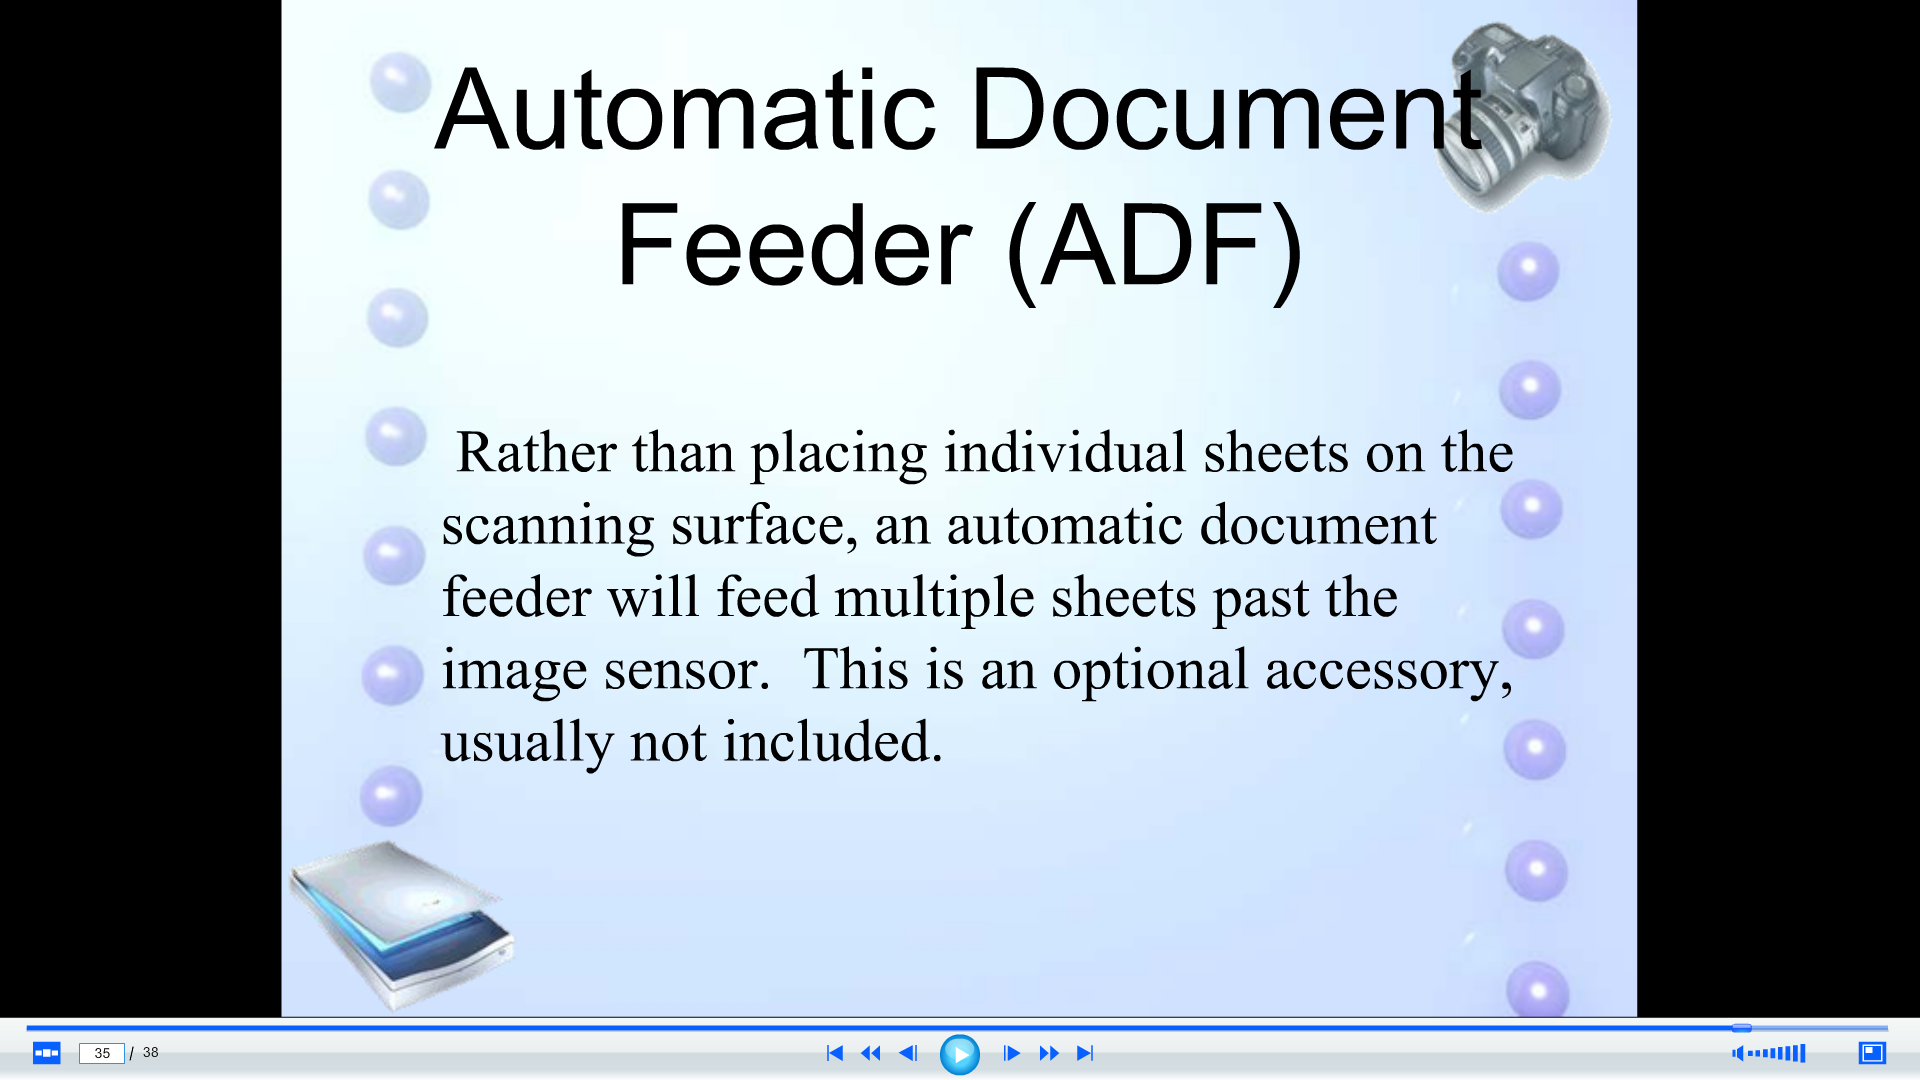 Automatic Document
Feeder (ADF)
Rather than placing individual sheets on the
scanning surface, an automatic document
feeder will feed multiple sheets past the
image sensor.  This is an optional accessory,
usually not included.
35 / 38